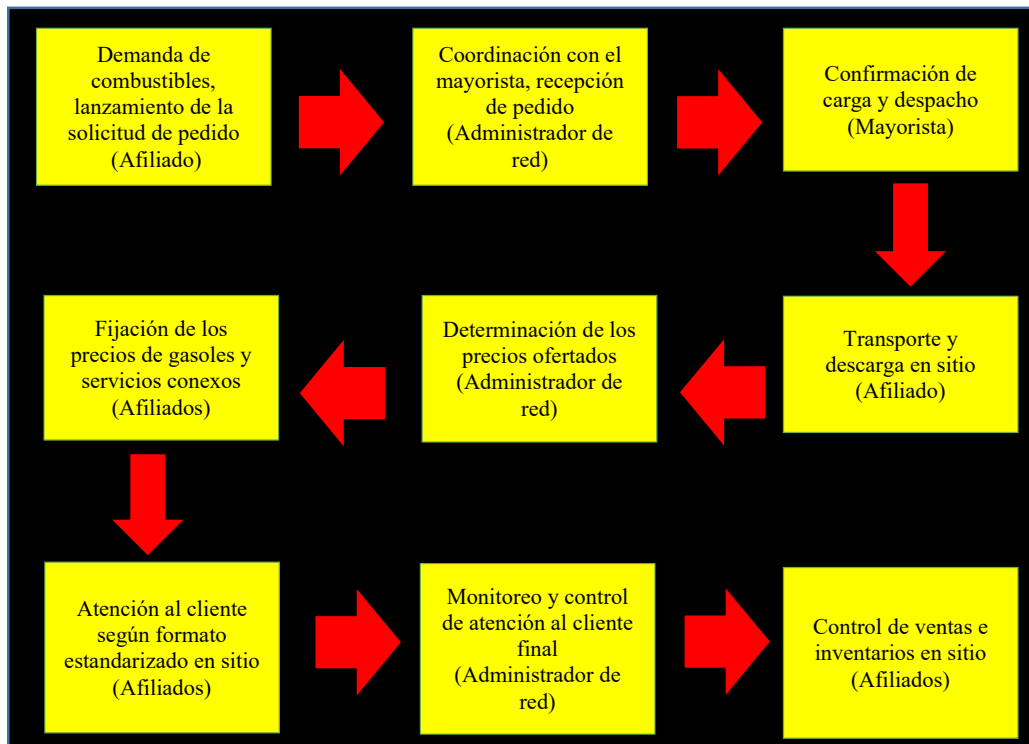 Demanda de
combustibles,
lanzamiento de la
solicitud de pedido
(Afiliado)
Coordinación con el
mayorista, recepción
de pedido
(Administrador de
red)
Confirmación de
carga y despacho
(Mayorista)
Transporte y
descarga en sitio
(Afiliado)
Determinación de los
precios ofertados
(Administrador de
red)
Fijación de los
precios de gasoles y
servicios conexos
(Afiliados)
Atención al cliente
según formato
estandarizado en sitio
(Afiliados)
Monitoreo y control
de atención al cliente
final
(Administrador de
red)
Control de ventas e
inventarios en sitio
(Afiliados)